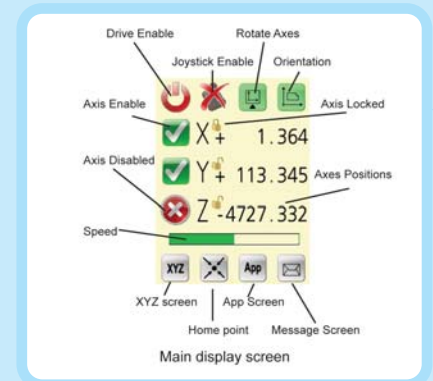 Drive Enable
Rotate Axes
Joystick Enable
Orientation
Axis Enable
Axis Locked
X + 1.364
Axis Disabled
Y + 113.345
Axes Positions
Z -4727.332
Speed
XYZ
App
XYZ screen
App Screen
Home point
Message Screen
Main display screen